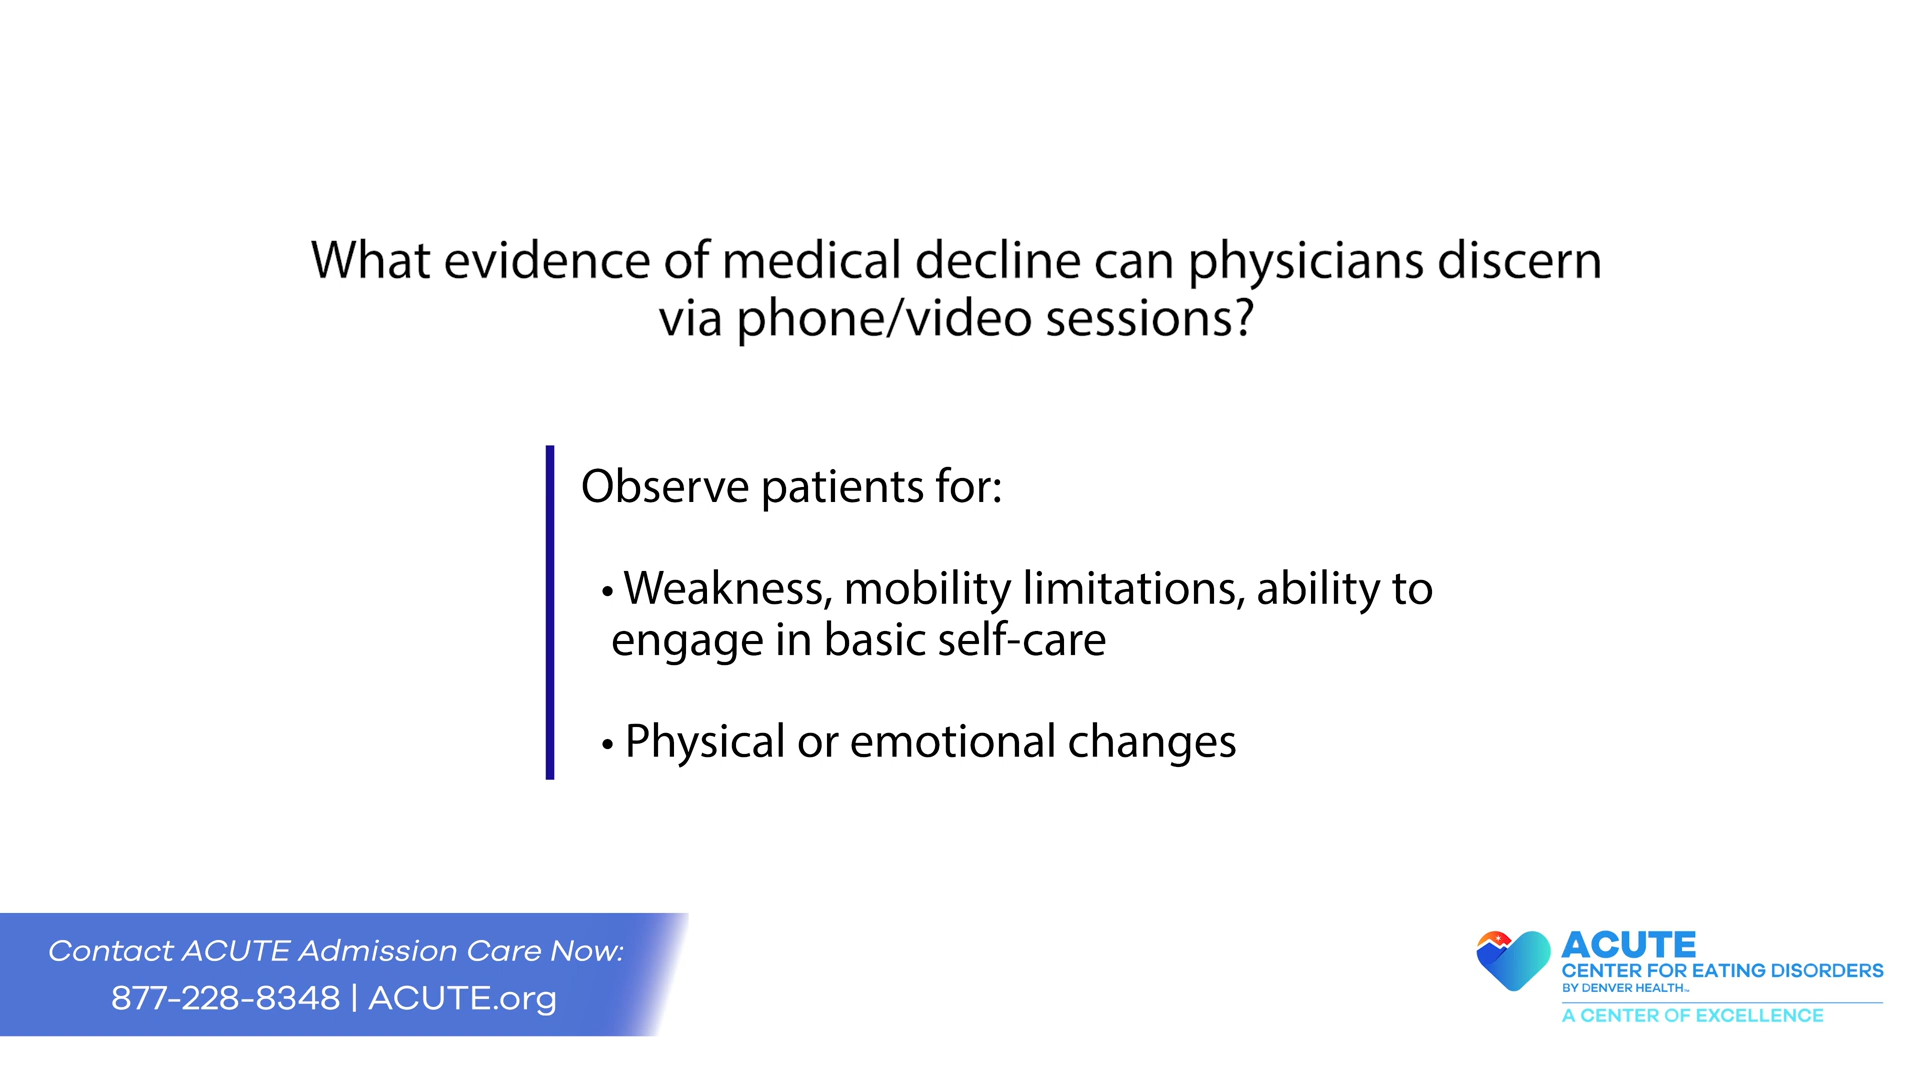 What evidence of medical decline can physicians discern
via phone/video sessions?
Observe patients for:
• Weakness, mobility limitations, ability to
engage in basic self-care
• Physical or emotional changes
Contact ACUTE Admission Care Now:
877-228-8348 | ACUTE.org
ACUTE
CENTER FOR EATING DISORDERS
BY DENVER HEALTH™
A CENTER OF EXCELLENCE